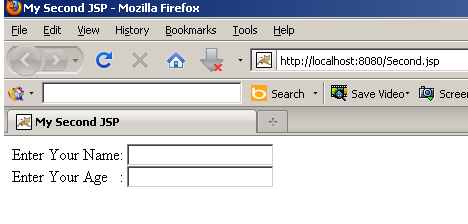 My Second JSP - Mozilla Firefox
File Edit View History Bookmarks Tools Help
http://localhost:8080/Second.jsp
Search Save Video Screen
My Second JSP
Enter Your Name:
Enter Your Age :